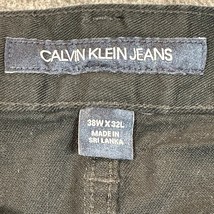 CALVIN KLEIN JEANS
38W X 32L
MADE IN
SRI LANKA